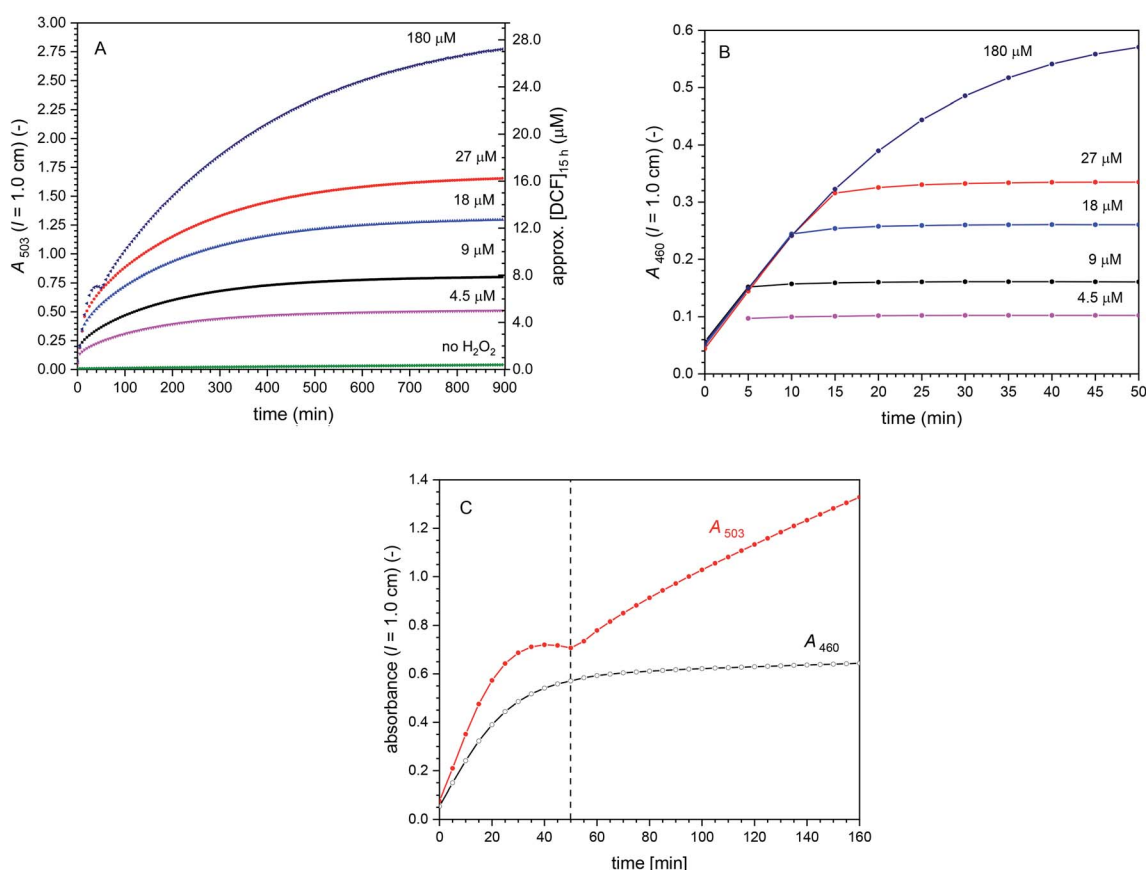 A
180 μM
27 μM
18 μM
9 μM
4.5 μM
no H₂O₂
A₅₀₃ (l = 1.0 cm) (-)
3.00
2.75
2.50
2.25
2.00
1.75
1.50
1.25
1.00
0.75
0.50
0.25
0.00
0 100 200 300 400 500 600 700 800 900
time (min)
28.0
24.0
20.0
16.0
12.0
8.0
4.0
0.0
approx. [DCF]₁₅ ₕ (μM)
B
180 μM
27 μM
18 μM
9 μM
4.5 μM
A₄₆₀ (l = 1.0 cm) (-)
0.6
0.5
0.4
0.3
0.2
0.1
0.0
0 5 10 15 20 25 30 35 40 45 50
time (min)
C
A₅₀₃
A₄₆₀
absorbance (l = 1.0 cm) (-)
1.4
1.2
1.0
0.8
0.6
0.4
0.2
0.0
0 20 40 60 80 100 120 140 160
time [min]